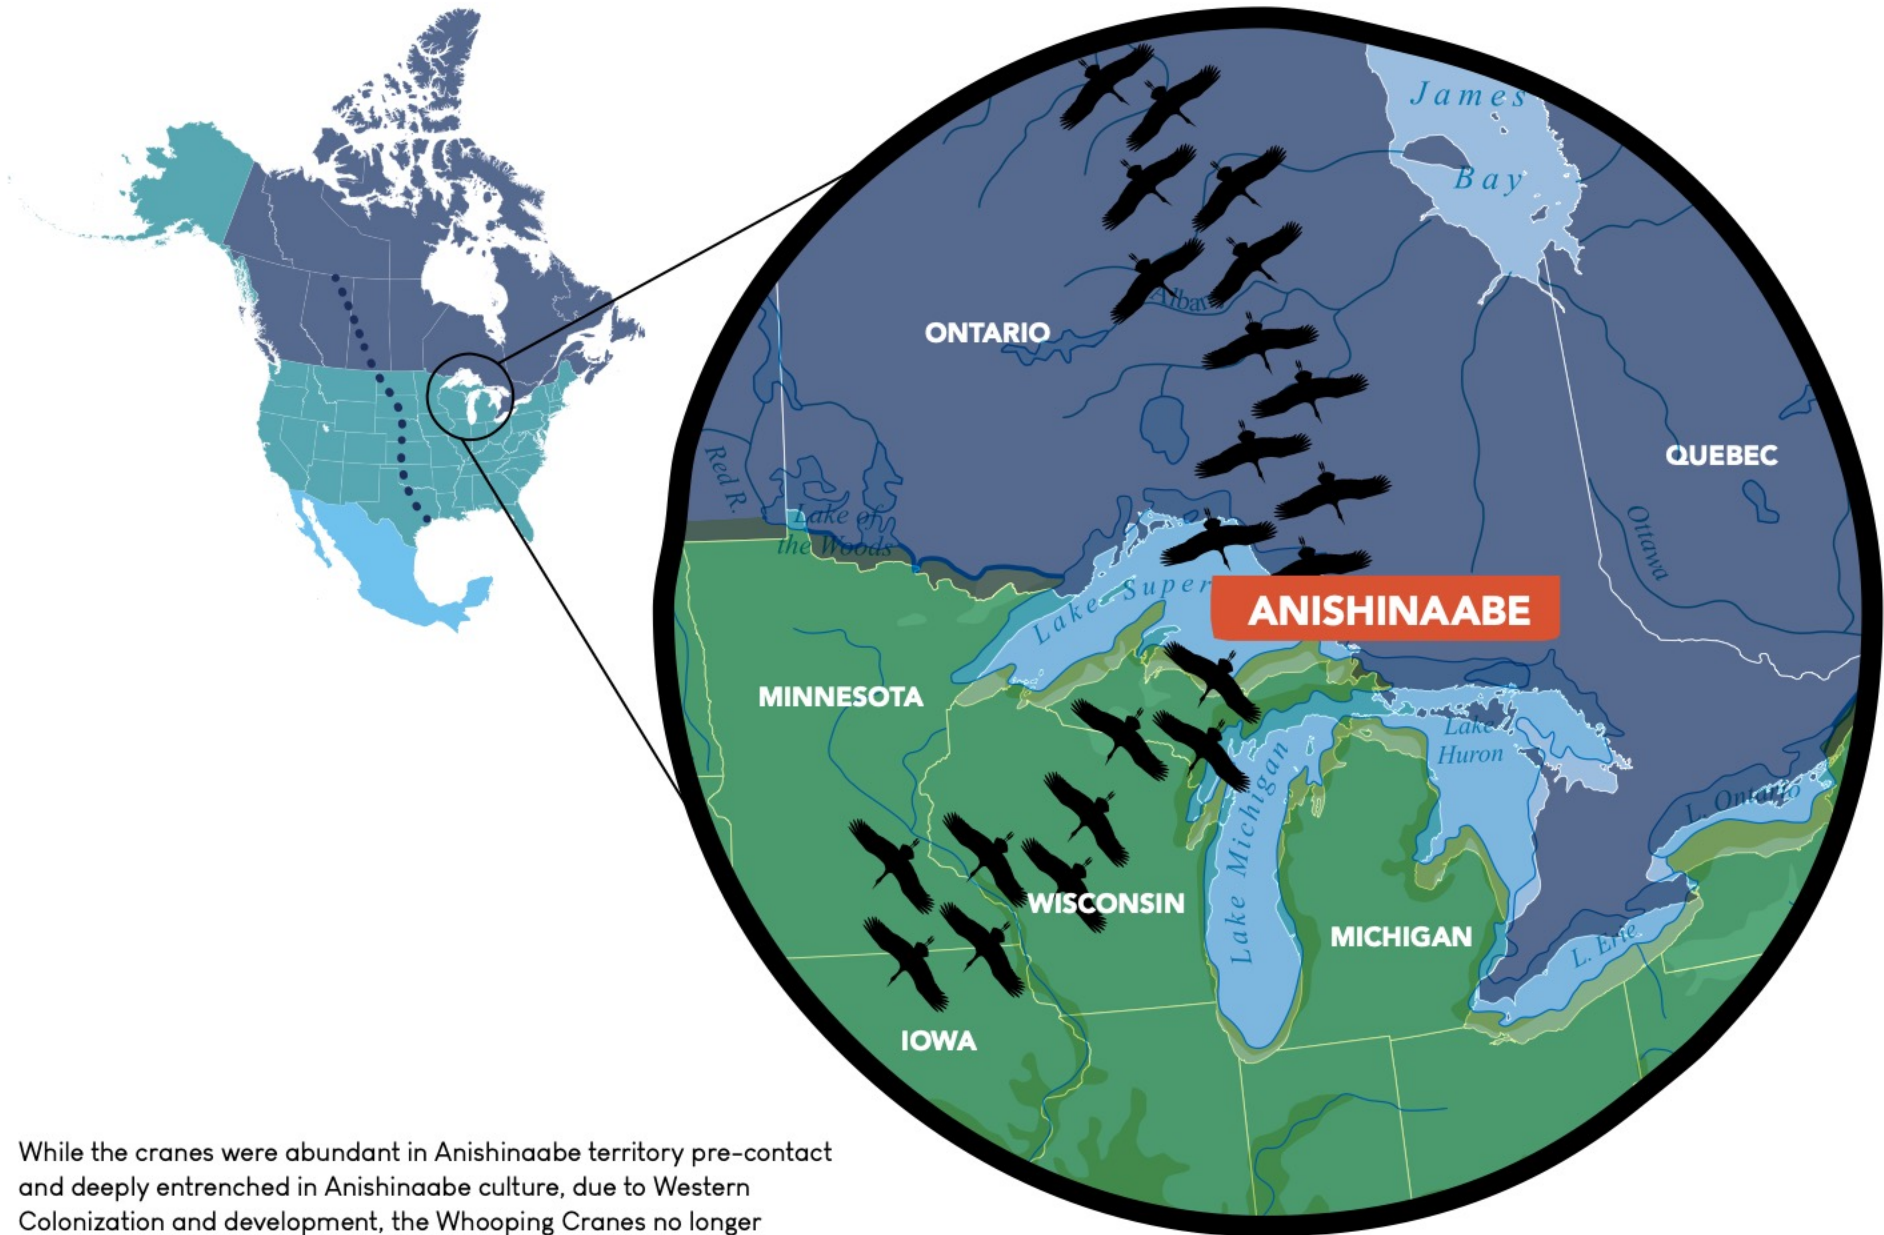 James
Bay
Alban
ONTARIO
QUEBEC
Red R.
Lake of
the Woods
Ottawa
Lake Super
ANISHINAABE
MINNESOTA
Lake
Huron
Lake Michigan
L. Ontario
WISCONSIN
MICHIGAN
L. Erie
IOWA
While the cranes were abundant in Anishinaabe territory pre-contact
and deeply entrenched in Anishinaabe culture, due to Western
Colonization and development, the Whooping Cranes no longer